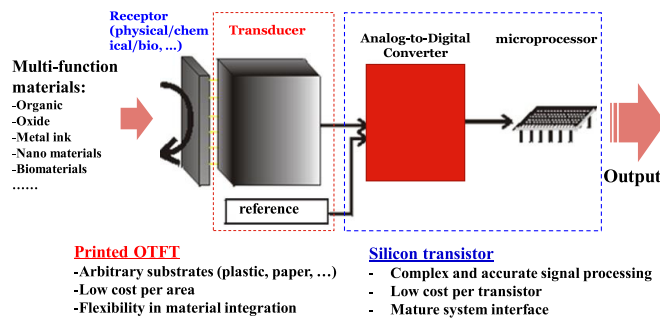 Receptor
(physical/chem
ical/bio, ...)
Transducer
Analog-to-Digital
Converter
microprocessor
Multi-function
materials:
-Organic
-Oxide
-Metal ink
-Nano materials
-Biomaterials
......
reference
Output
Printed OTFT
-Arbitrary substrates (plastic, paper, ...)
-Low cost per area
-Flexibility in material integration
Silicon transistor
- Complex and accurate signal processing
- Low cost per transistor
- Mature system interface